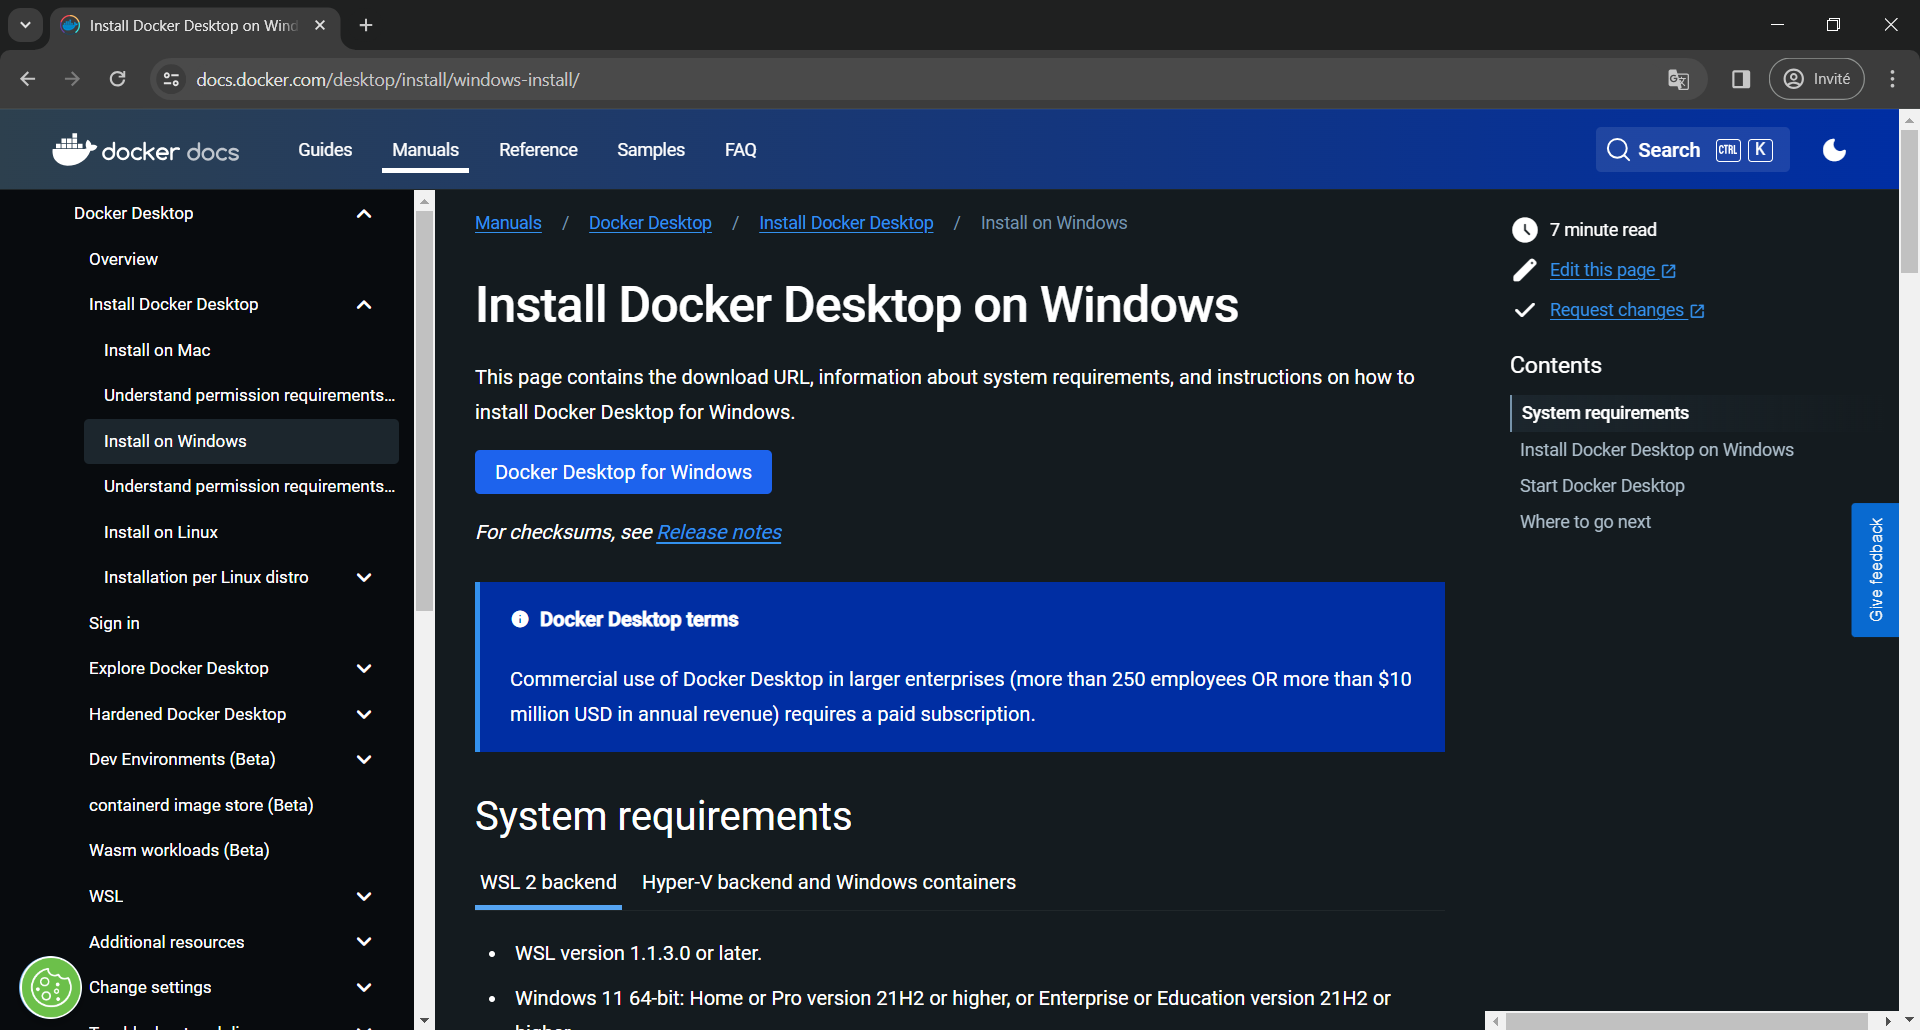 Install Docker Desktop on Wind
docs.docker.com/desktop/install/windows-install/
Invité
docker docs
Guides
Manuals
Reference
Samples
FAQ
Search
CTRL
K
Docker Desktop
Overview
Install Docker Desktop
Install on Mac
Understand permission requirements...
Install on Windows
Understand permission requirements...
Install on Linux
Installation per Linux distro
Sign in
Explore Docker Desktop
Hardened Docker Desktop
Dev Environments (Beta)
containerd image store (Beta)
Wasm workloads (Beta)
WSL
Additional resources
Change settings
Manuals / Docker Desktop / Install Docker Desktop / Install on Windows
Install Docker Desktop on Windows
This page contains the download URL, information about system requirements, and instructions on how to
install Docker Desktop for Windows.
Docker Desktop for Windows
For checksums, see Release notes
Docker Desktop terms
Commercial use of Docker Desktop in larger enterprises (more than 250 employees OR more than $10
million USD in annual revenue) requires a paid subscription.
System requirements
WSL 2 backend
Hyper-V backend and Windows containers
• WSL version 1.1.3.0 or later.
• Windows 11 64-bit: Home or Pro version 21H2 or higher, or Enterprise or Education version 21H2 or
7 minute read
Edit this page
Request changes
Contents
System requirements
Install Docker Desktop on Windows
Start Docker Desktop
Where to go next
Give feedback